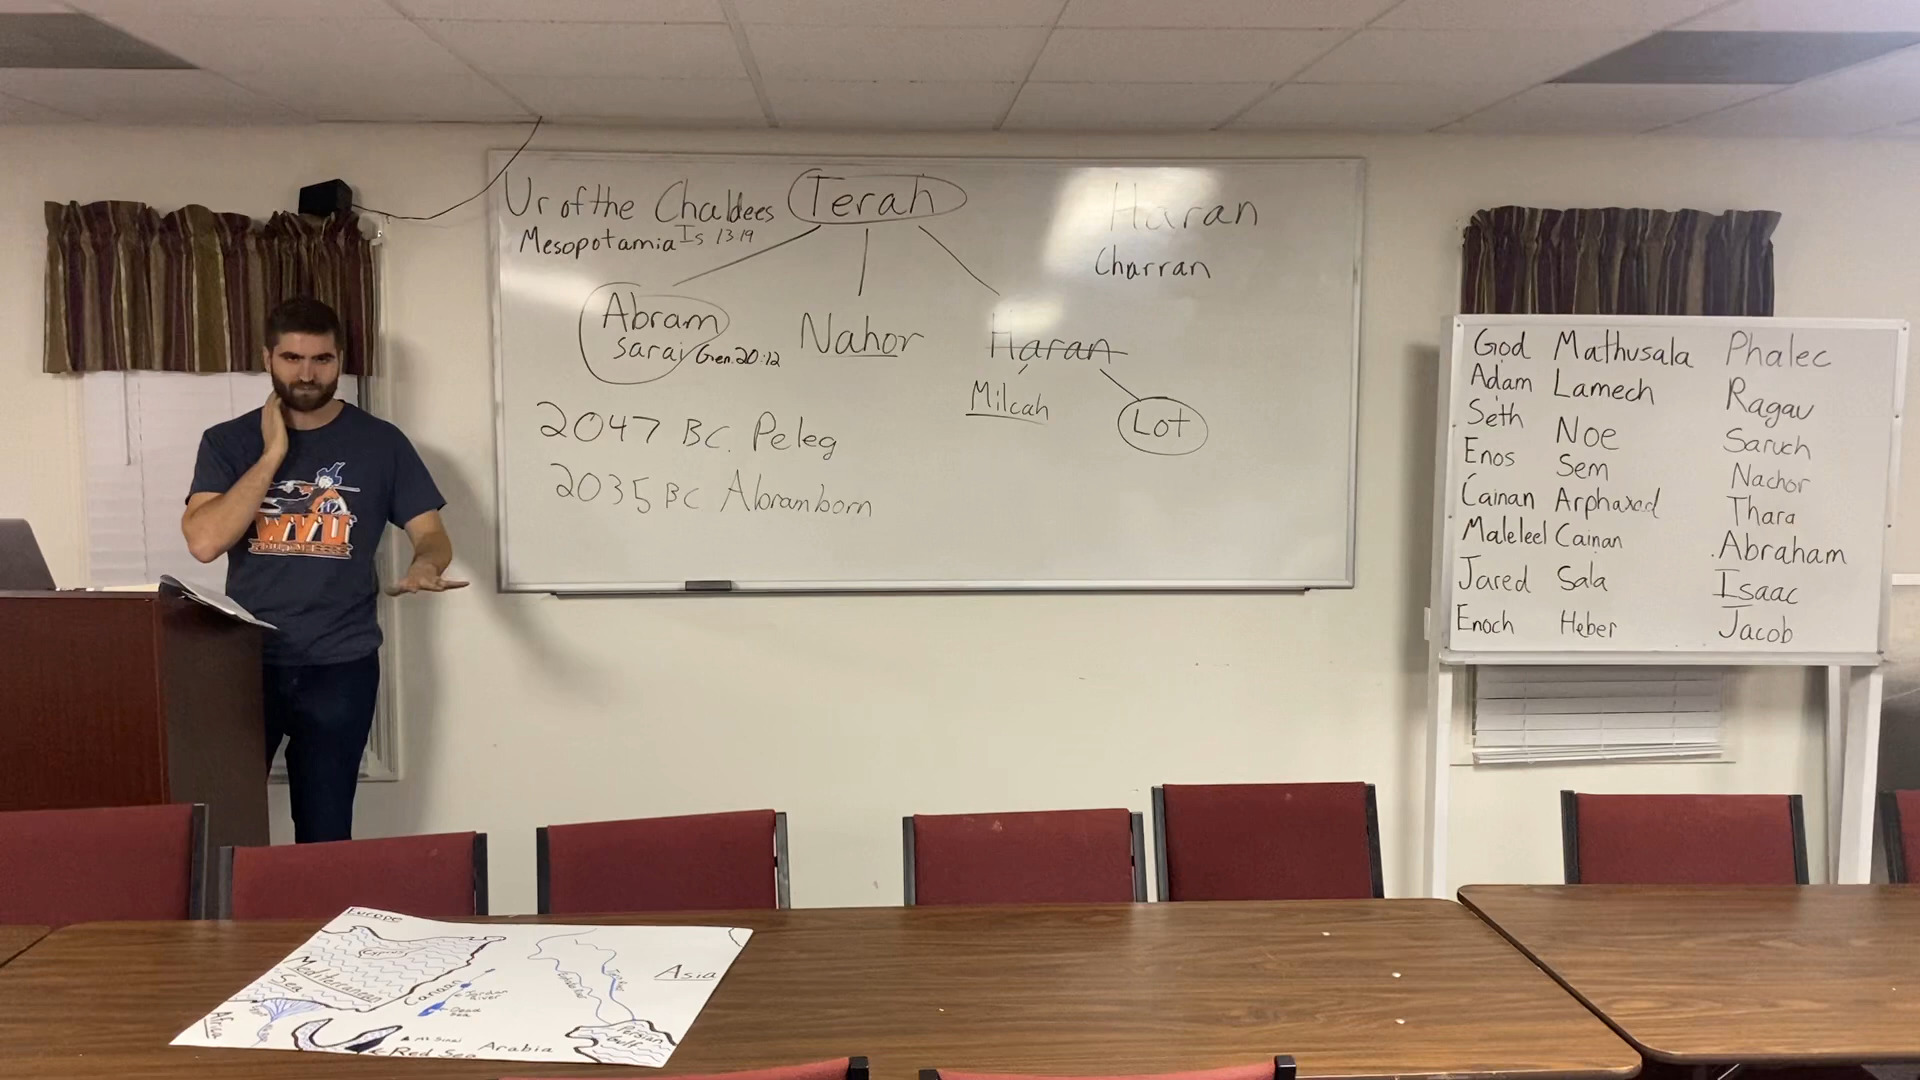 Ur of the Chaldees
Mesopotamia Is 13:19
Terah
Haran
Charran
Abram
Sarai Gen. 20:12
Nahor
Haran
Milcah
Lot
2047 BC. Peleg
2035 BC Abram born
God
Adam
Seth
Enos
Cainan
Maleleel
Jared
Enoch
Mathusala
Lamech
Noe
Sem
Arphaxad
Cainan
Sala
Heber
Phalec
Ragau
Saruch
Nachor
Thara
Abraham
Isaac
Jacob
WVU
Europe
Cyprus
Mediterranean
Sea
Canaan
Jordan
River
Dead
Sea
Africa
Mt Sinai
Red Sea
Arabia
Asia
Persian
Gulf